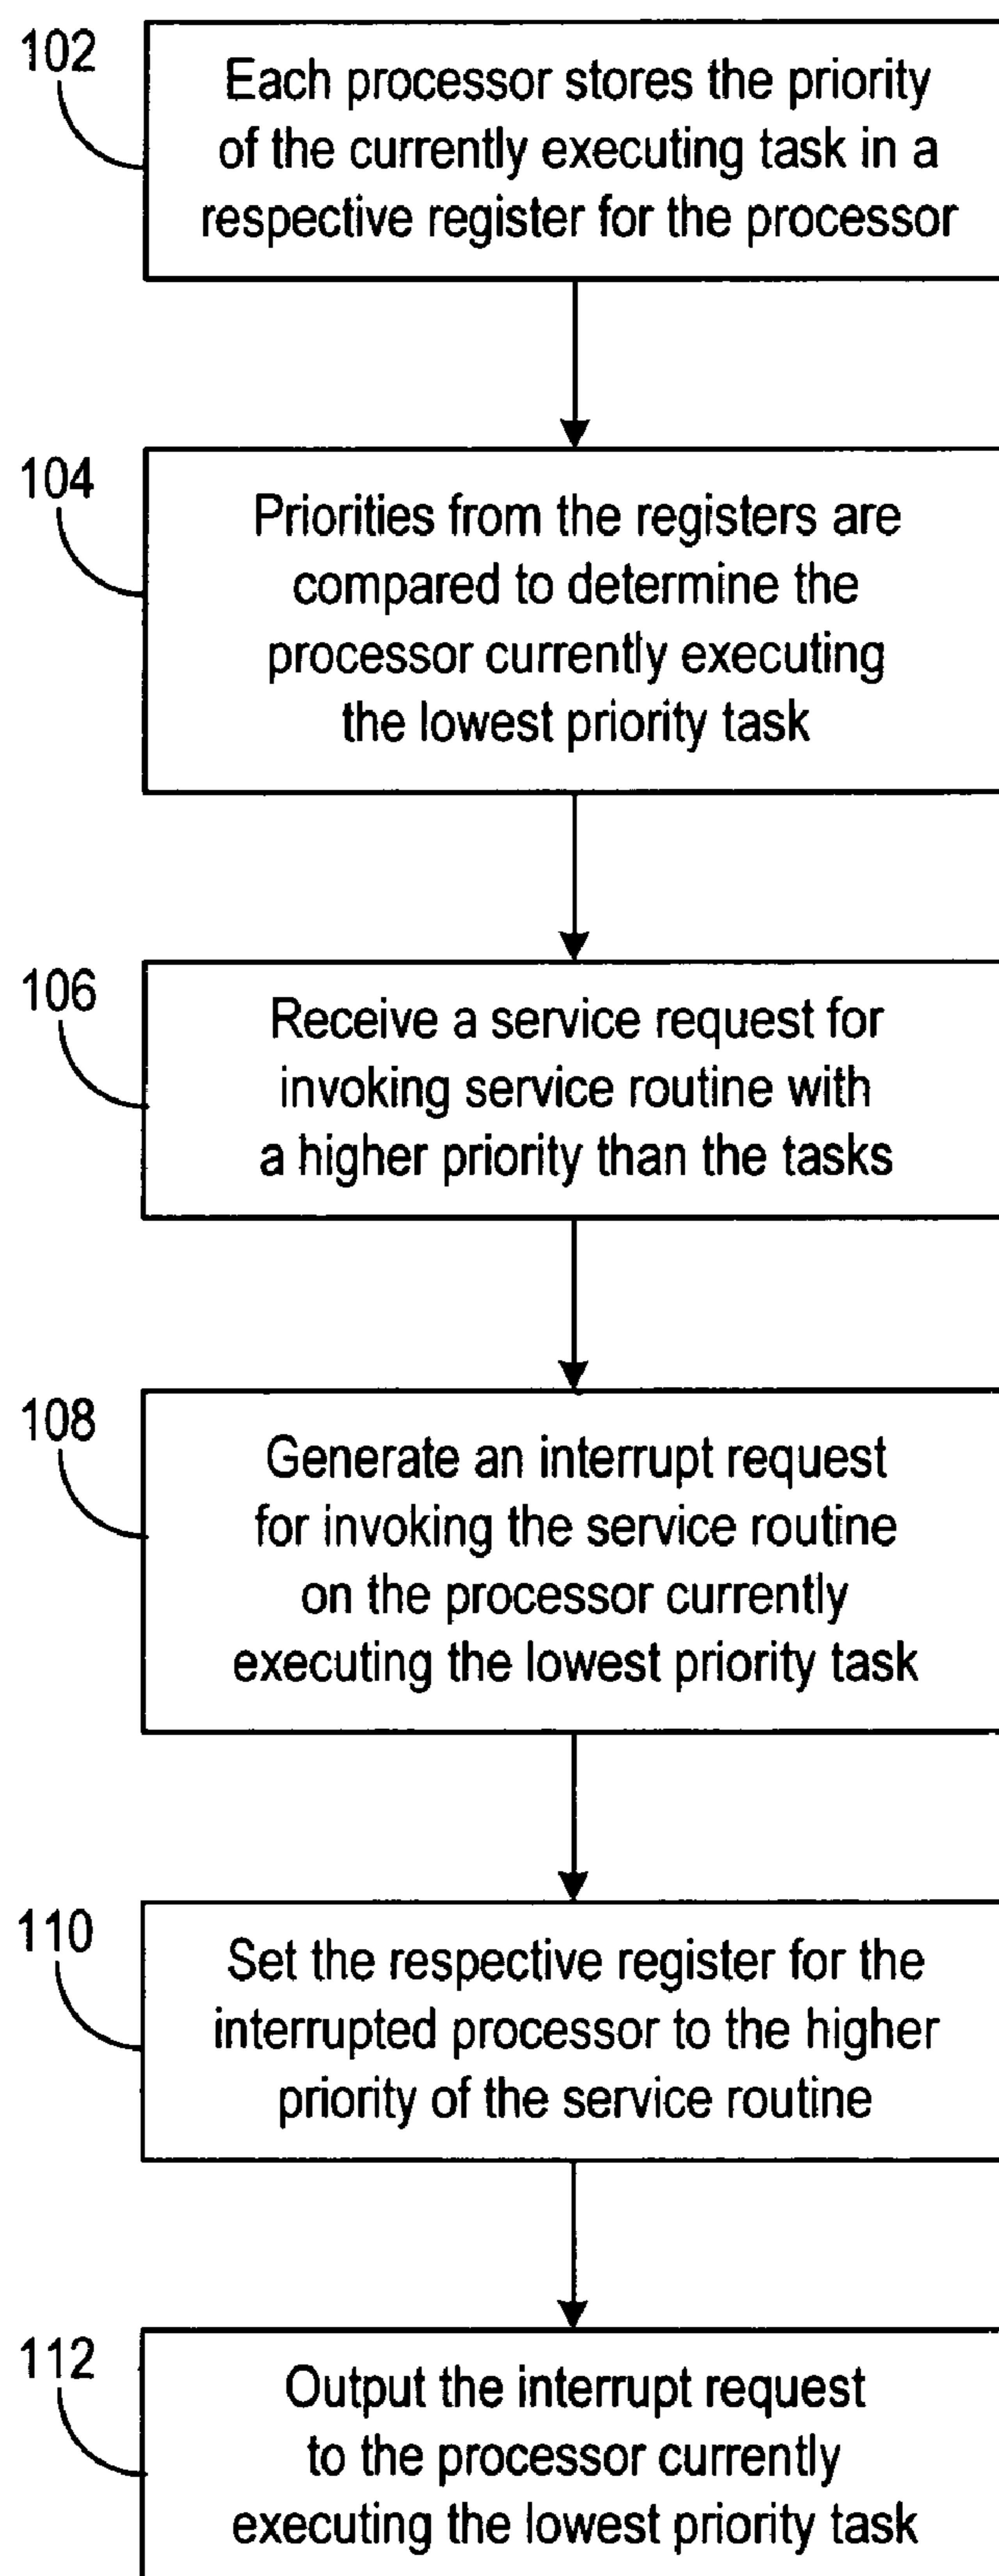 102
Each processor stores the priority
of the currently executing task in a
respective register for the processor
104
Priorities from the registers are
compared to determine the
processor currently executing
the lowest priority task
106
Receive a service request for
invoking service routine with
a higher priority than the tasks
108
Generate an interrupt request
for invoking the service routine
on the processor currently
executing the lowest priority task
110
Set the respective register for the
interrupted processor to the higher
priority of the service routine
112
Output the interrupt request
to the processor currently
executing the lowest priority task